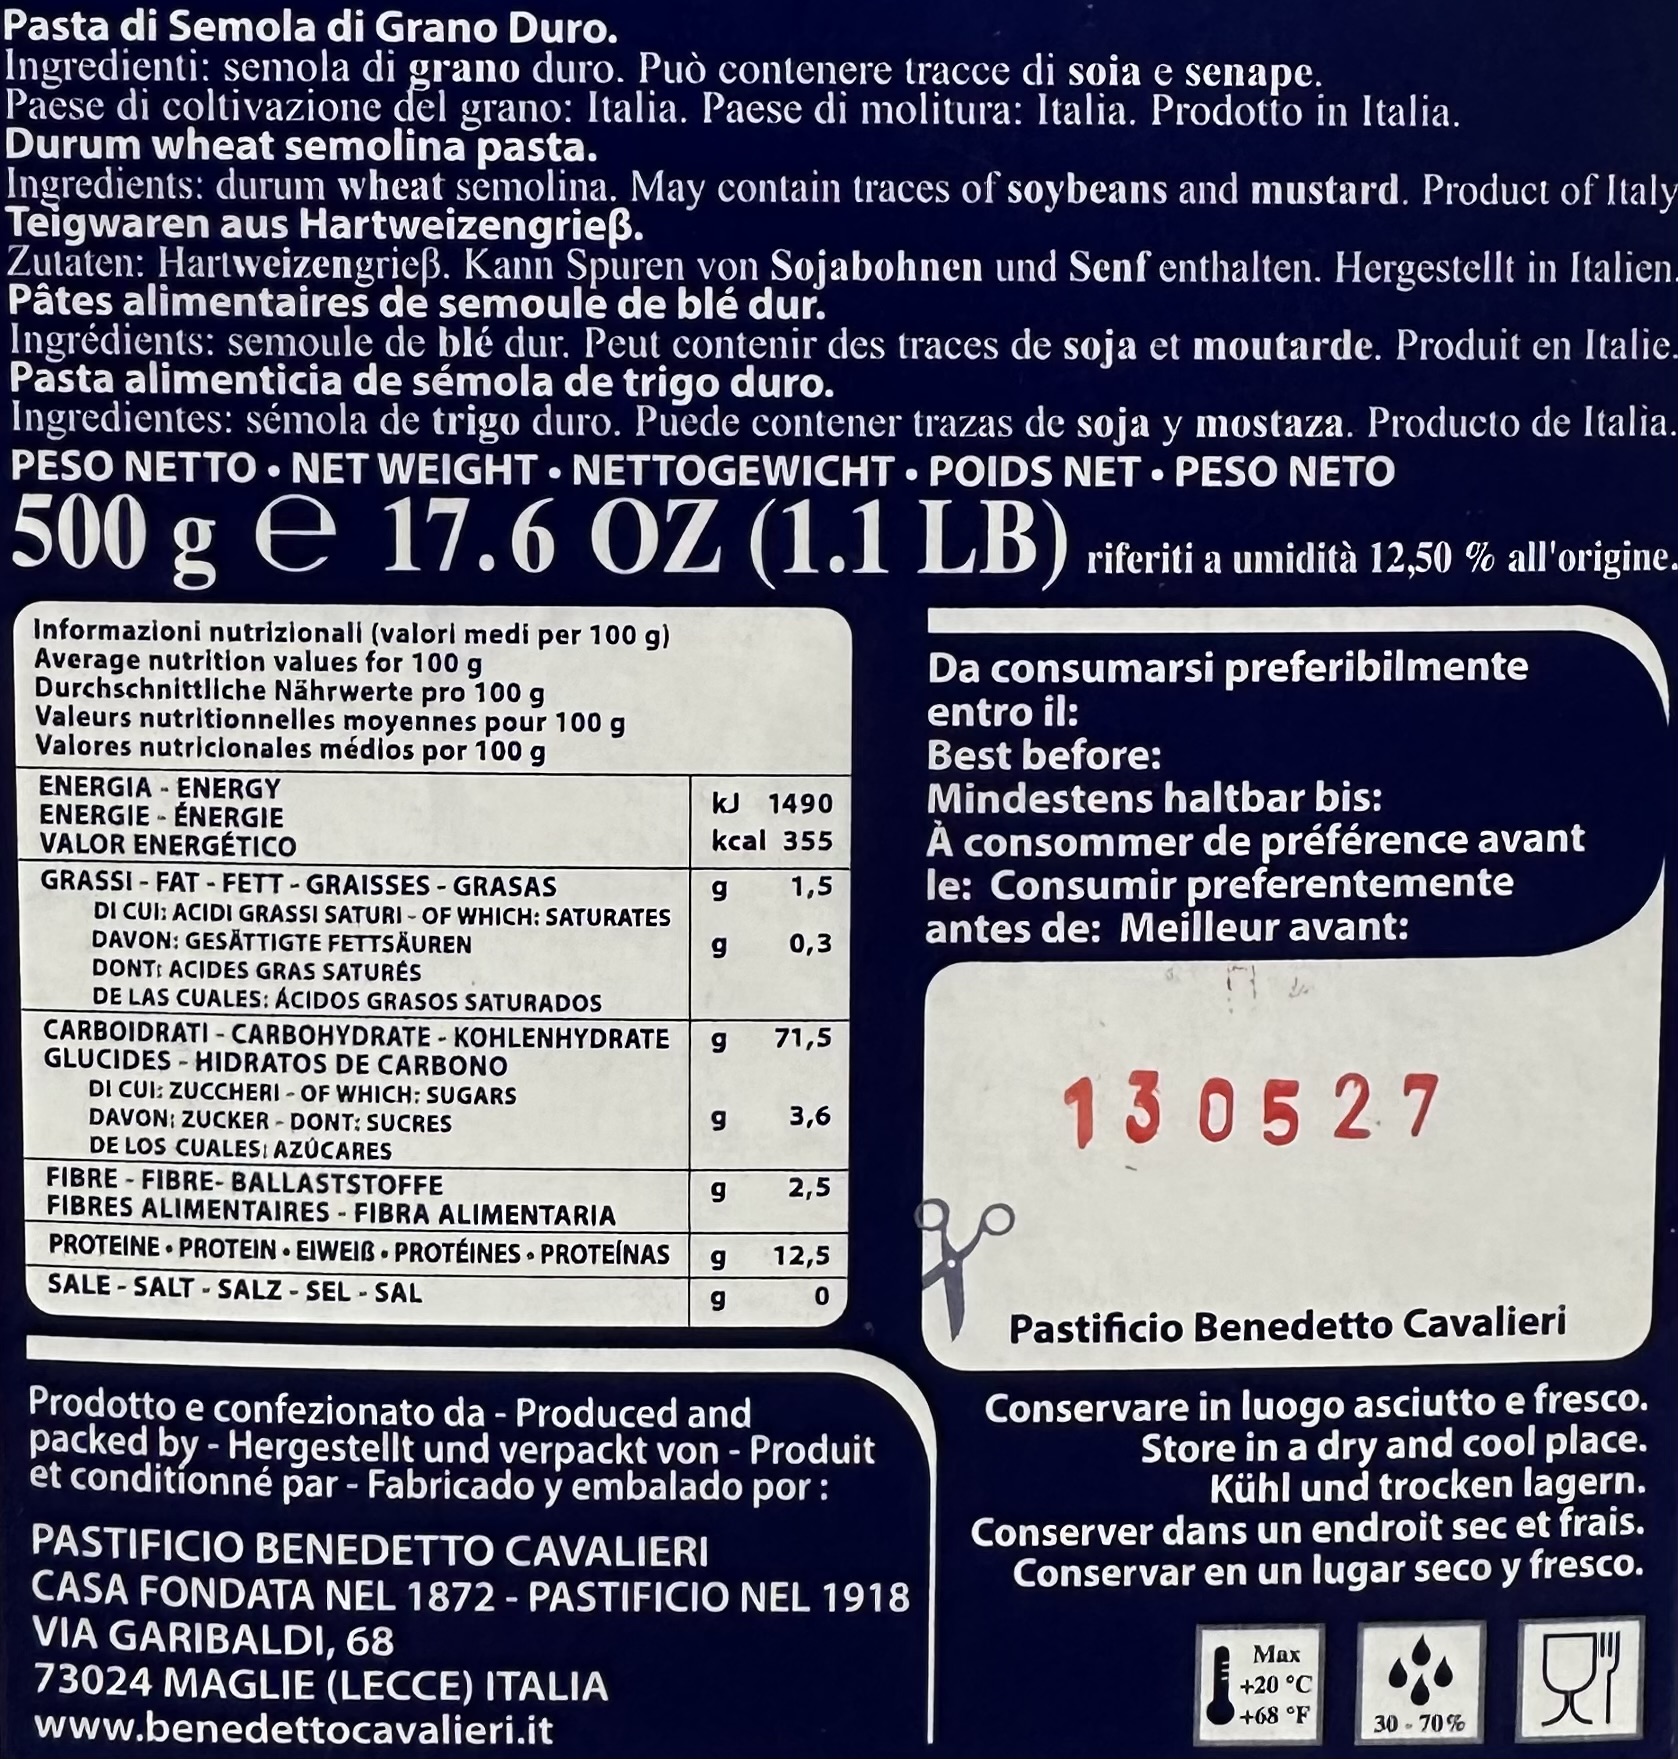 Pasta di Semola di Grano Duro.
Ingredienti: semola di grano duro. Può contenere tracce di soia e senape.
Paese di coltivazione del grano: Italia. Paese di molitura: Italia. Prodotto in Italia.
Durum wheat semolina pasta.
Ingredients: durum wheat semolina. May contain traces of soybeans and mustard. Product of Italy
Teigwaren aus Hartweizengrieß.
Zutaten: Hartweizengrieß. Kann Spuren von Sojabohnen und Senf enthalten. Hergestellt in Italien.
Pâtes alimentaires de semoule de blé dur.
Ingrédients: semoule de blé dur. Peut contenir des traces de soja et moutarde. Produit en Italie.
Pasta alimenticia de sémola de trigo duro.
Ingredientes: sémola de trigo duro. Puede contener trazas de soja y mostaza. Producto de Italia.
PESO NETTO • NET WEIGHT • NETTOGEWICHT • POIDS NET • PESO NETO
500 g ℮ 17.6 OZ (1.1 LB) riferiti a umidità 12,50 % all'origine.
Informazioni nutrizionali (valori medi per 100 g)
Average nutrition values for 100 g
Durchschnittliche Nährwerte pro 100 g
Valeurs nutritionnelles moyennes pour 100 g
Valores nutricionales médios por 100 g
ENERGIA - ENERGY
ENERGIE - ÉNERGIE
VALOR ENERGÉTICO
kJ 1490
kcal 355
GRASSI - FAT - FETT - GRAISSES - GRASAS g 1,5
DI CUI: ACIDI GRASSI SATURI - OF WHICH: SATURATES
DAVON: GESÄTTIGTE FETTSÄUREN g 0,3
DONT: ACIDES GRAS SATURÉS
DE LAS CUALES: ÁCIDOS GRASOS SATURADOS
CARBOIDRATI - CARBOHYDRATE - KOHLENHYDRATE g 71,5
GLUCIDES - HIDRATOS DE CARBONO
DI CUI: ZUCCHERI - OF WHICH: SUGARS
DAVON: ZUCKER - DONT: SUCRES g 3,6
DE LOS CUALES: AZÚCARES
FIBRE - FIBRE- BALLASTSTOFFE g 2,5
FIBRES ALIMENTAIRES - FIBRA ALIMENTARIA
PROTEINE • PROTEIN • EIWEIß • PROTÉINES • PROTEÍNAS g 12,5
SALE - SALT - SALZ - SEL - SAL g 0
Da consumarsi preferibilmente
entro il:
Best before:
Mindestens haltbar bis:
À consommer de préférence avant
le: Consumir preferentemente
antes de: Meilleur avant:
130527
Pastificio Benedetto Cavalieri
Prodotto e confezionato da - Produced and
packed by - Hergestellt und verpackt von - Produit
et conditionné par - Fabricado y embalado por :
PASTIFICIO BENEDETTO CAVALIERI
CASA FONDATA NEL 1872 - PASTIFICIO NEL 1918
VIA GARIBALDI, 68
73024 MAGLIE (LECCE) ITALIA
www.benedettocavalieri.it
Conservare in luogo asciutto e fresco.
Store in a dry and cool place.
Kühl und trocken lagern.
Conserver dans un endroit sec et frais.
Conservar en un lugar seco y fresco.
Max
+20 °C
+68 °F
30 - 70%